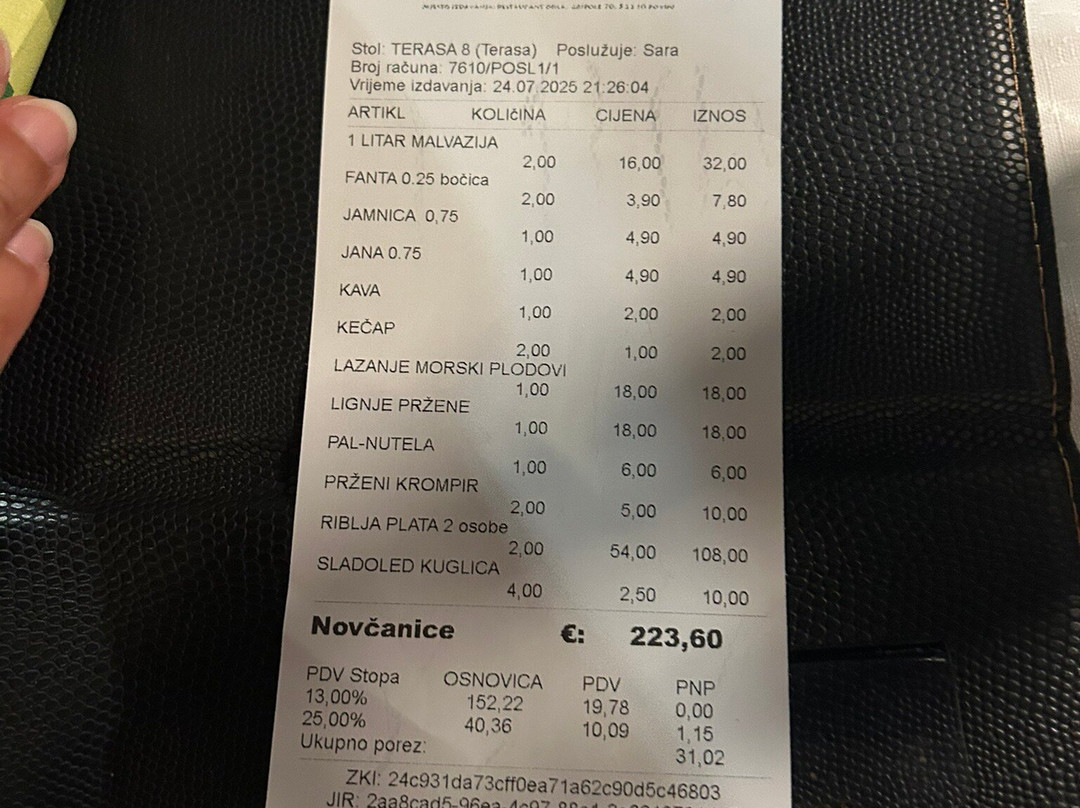 Stol: TERASA 8 (Terasa) Poslužuje: Sara
Broj računa: 7610/POSL1/1
Vrijeme izdavanja: 24.07.2025 21:26:04
ARTIKL KOLIčINA CIJENA IZNOS
1 LITAR MALVAZIJA
2,00 16,00 32,00
FANTA 0.25 bočica
2,00 3,90 7,80
JAMNICA 0,75
1,00 4,90 4,90
JANA 0.75
1,00 4,90 4,90
KAVA
1,00 2,00 2,00
KEČAP
2,00 1,00 2,00
LAZANJE MORSKI PLODOVI
1,00 18,00 18,00
LIGNJE PRŽENE
1,00 18,00 18,00
PAL-NUTELA
1,00 6,00 6,00
PRŽENI KROMPIR
2,00 5,00 10,00
RIBLJA PLATA 2 osobe
2,00 54,00 108,00
SLADOLED KUGLICA
4,00 2,50 10,00
Novčanice €: 223,60
PDV Stopa OSNOVICA PDV PNP
13,00% 152,22 19,78 0,00
25,00% 40,36 10,09 1,15
Ukupno porez: 31,02
ZKI: 24c931da73cff0ea71a62c90d5c46803
JIR: